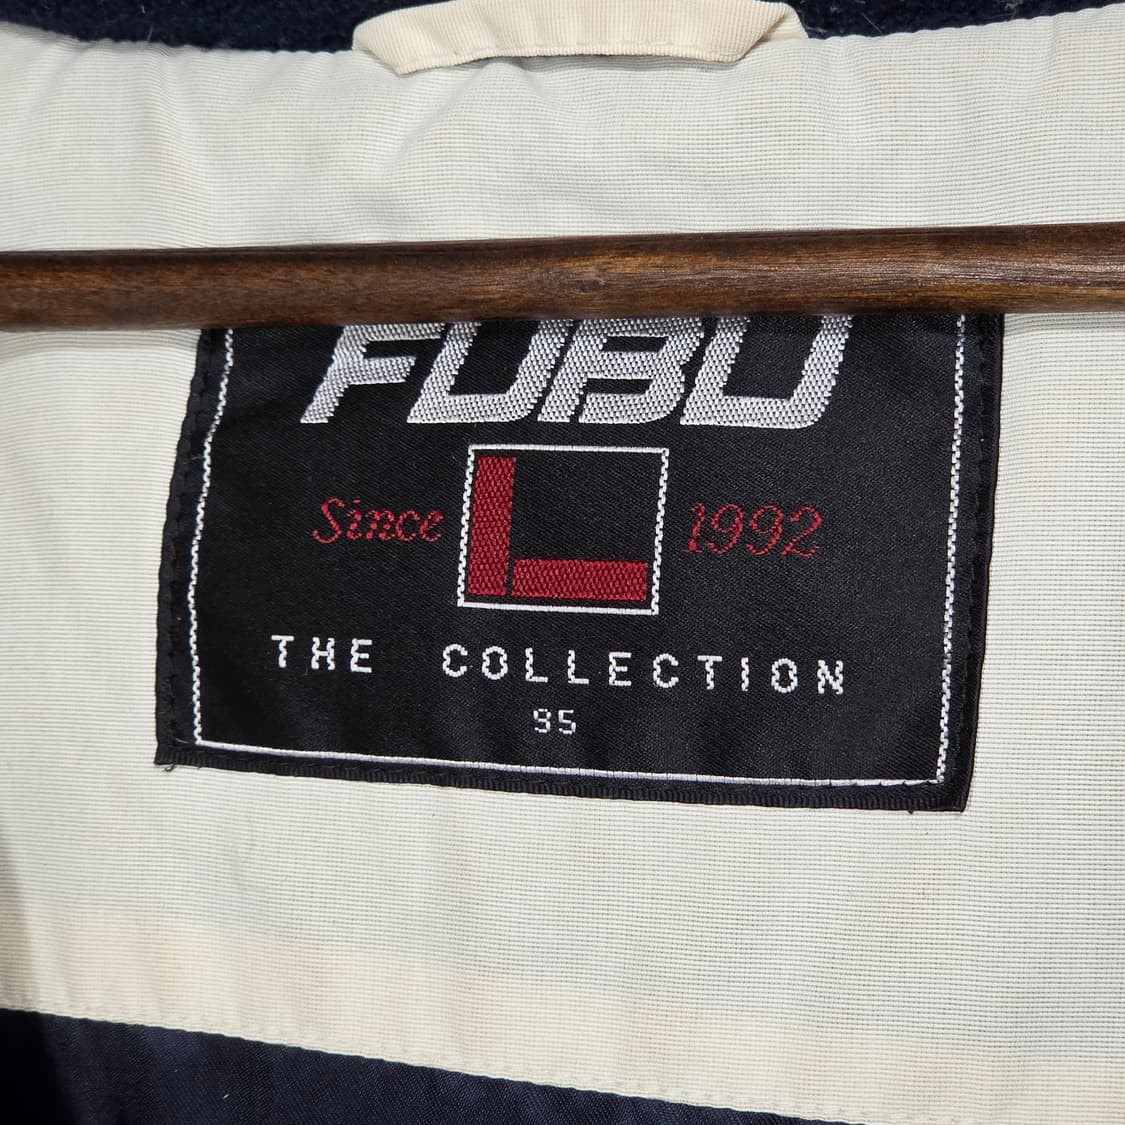 FUBU
Since 1992
THE COLLECTION
95